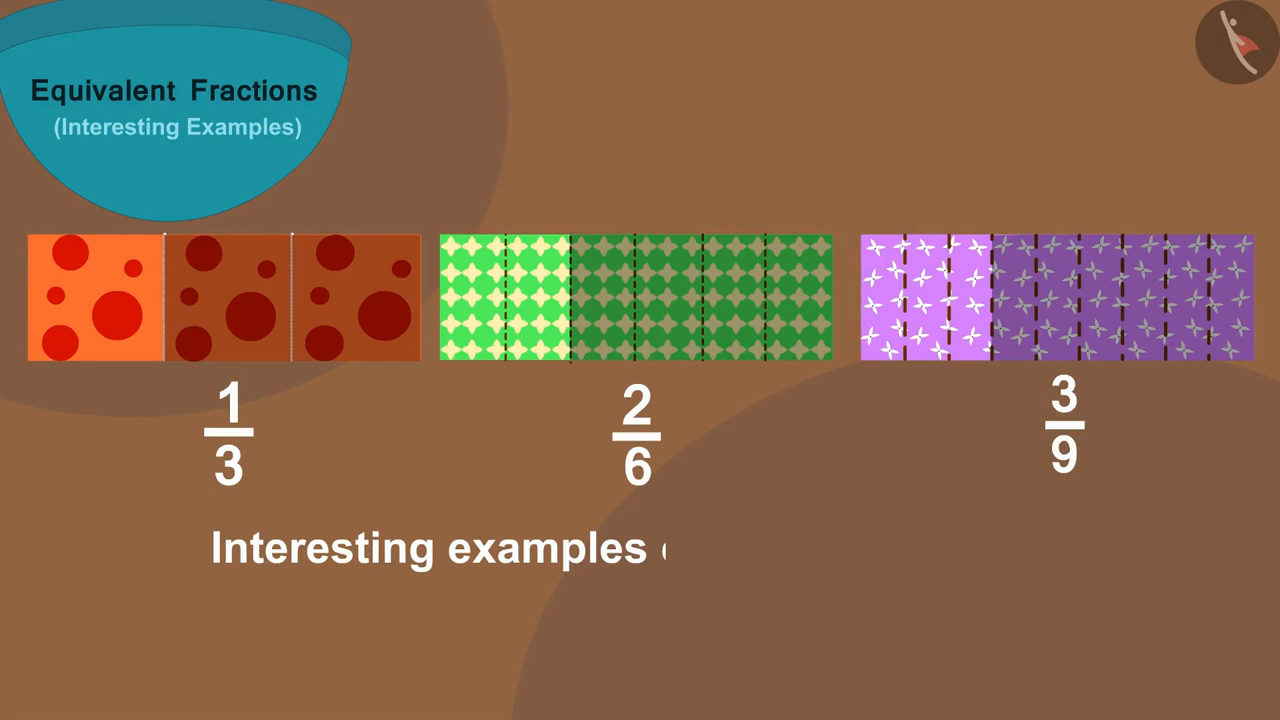 Equivalent Fractions
(Interesting Examples)
1
3
2
6
3
9
Interesting examples